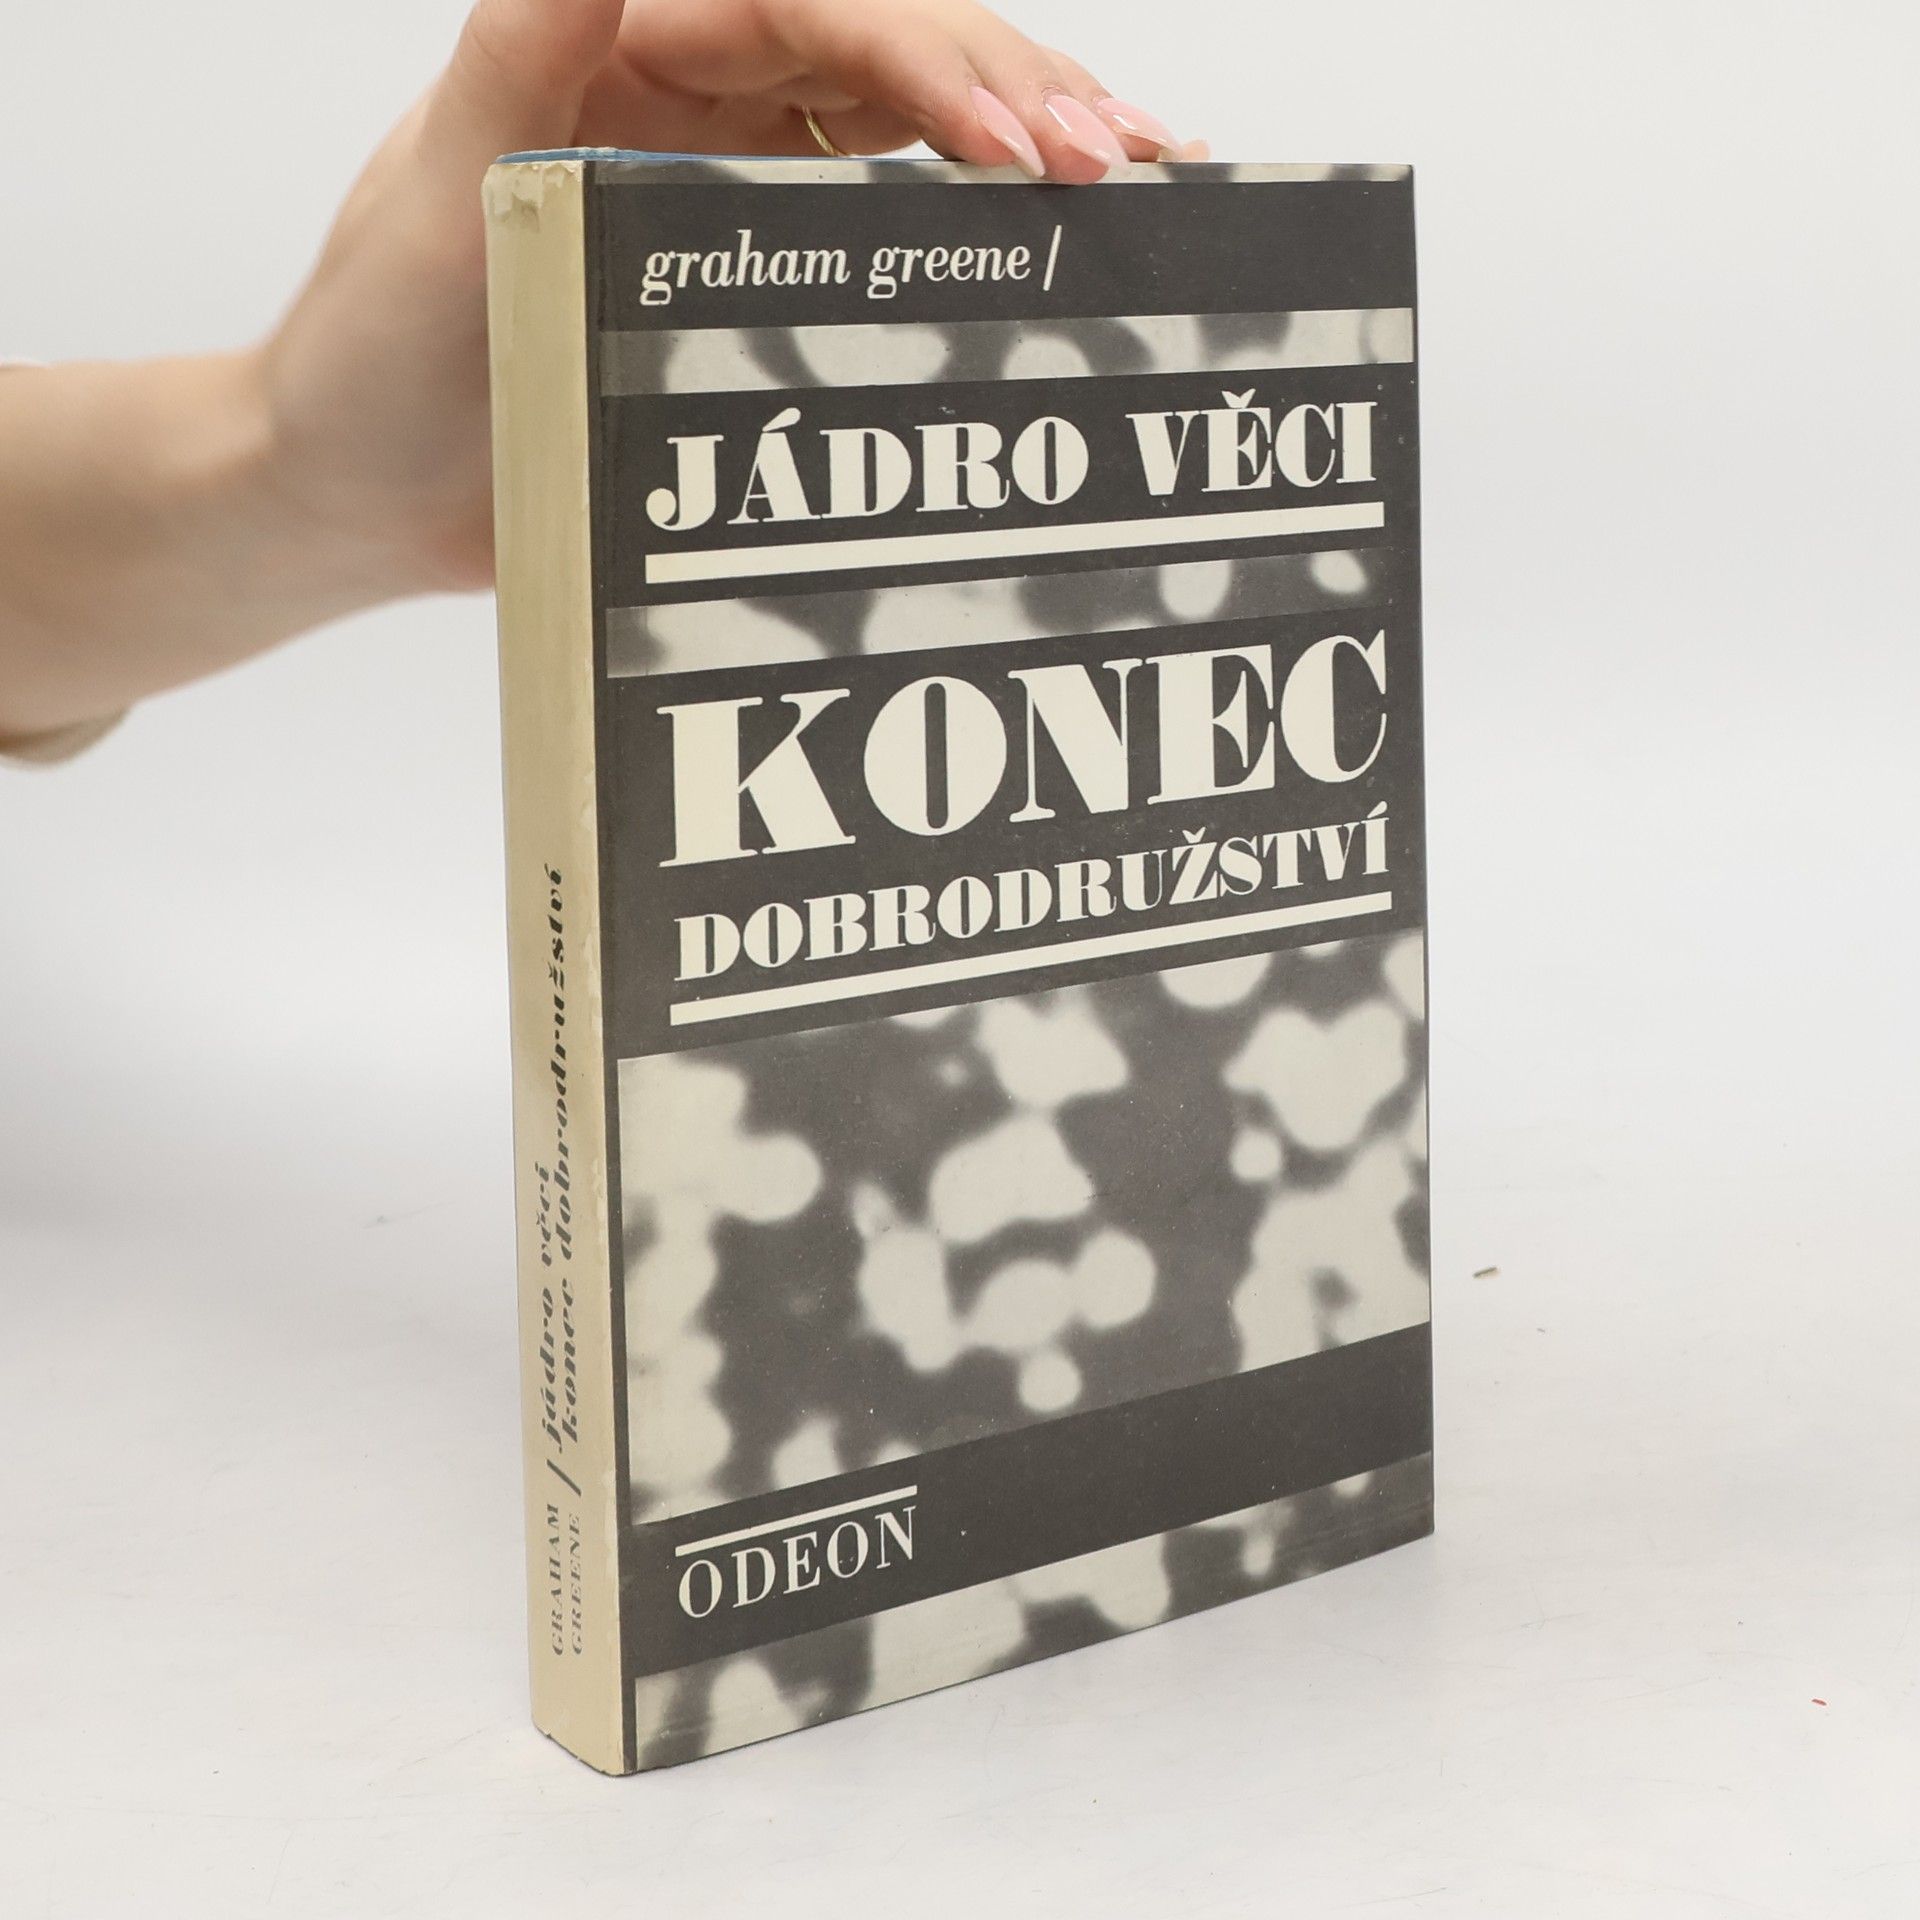 graham greene /
JÁDRO VĚCI
KONEC
DOBRODRUŽSTVÍ
ODEON
GRAHAM / jádro věci
GREENE / konec dobrodružství